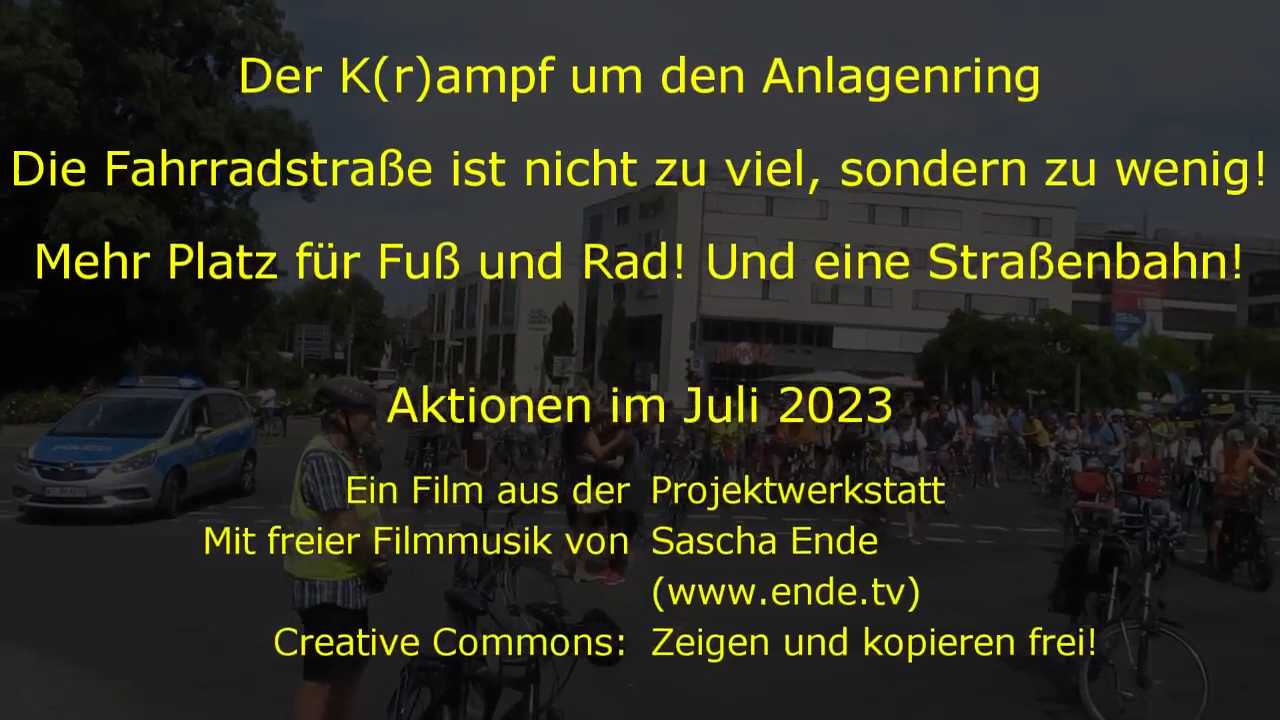 Der K(r)ampf um den Anlagenring
Die Fahrradstraße ist nicht zu viel, sondern zu wenig!
Mehr Platz für Fuß und Rad! Und eine Straßenbahn!
Aktionen im Juli 2023
Ein Film aus der Projektwerkstatt
Mit freier Filmmusik von Sascha Ende
(www.ende.tv)
Creative Commons: Zeigen und kopieren frei!